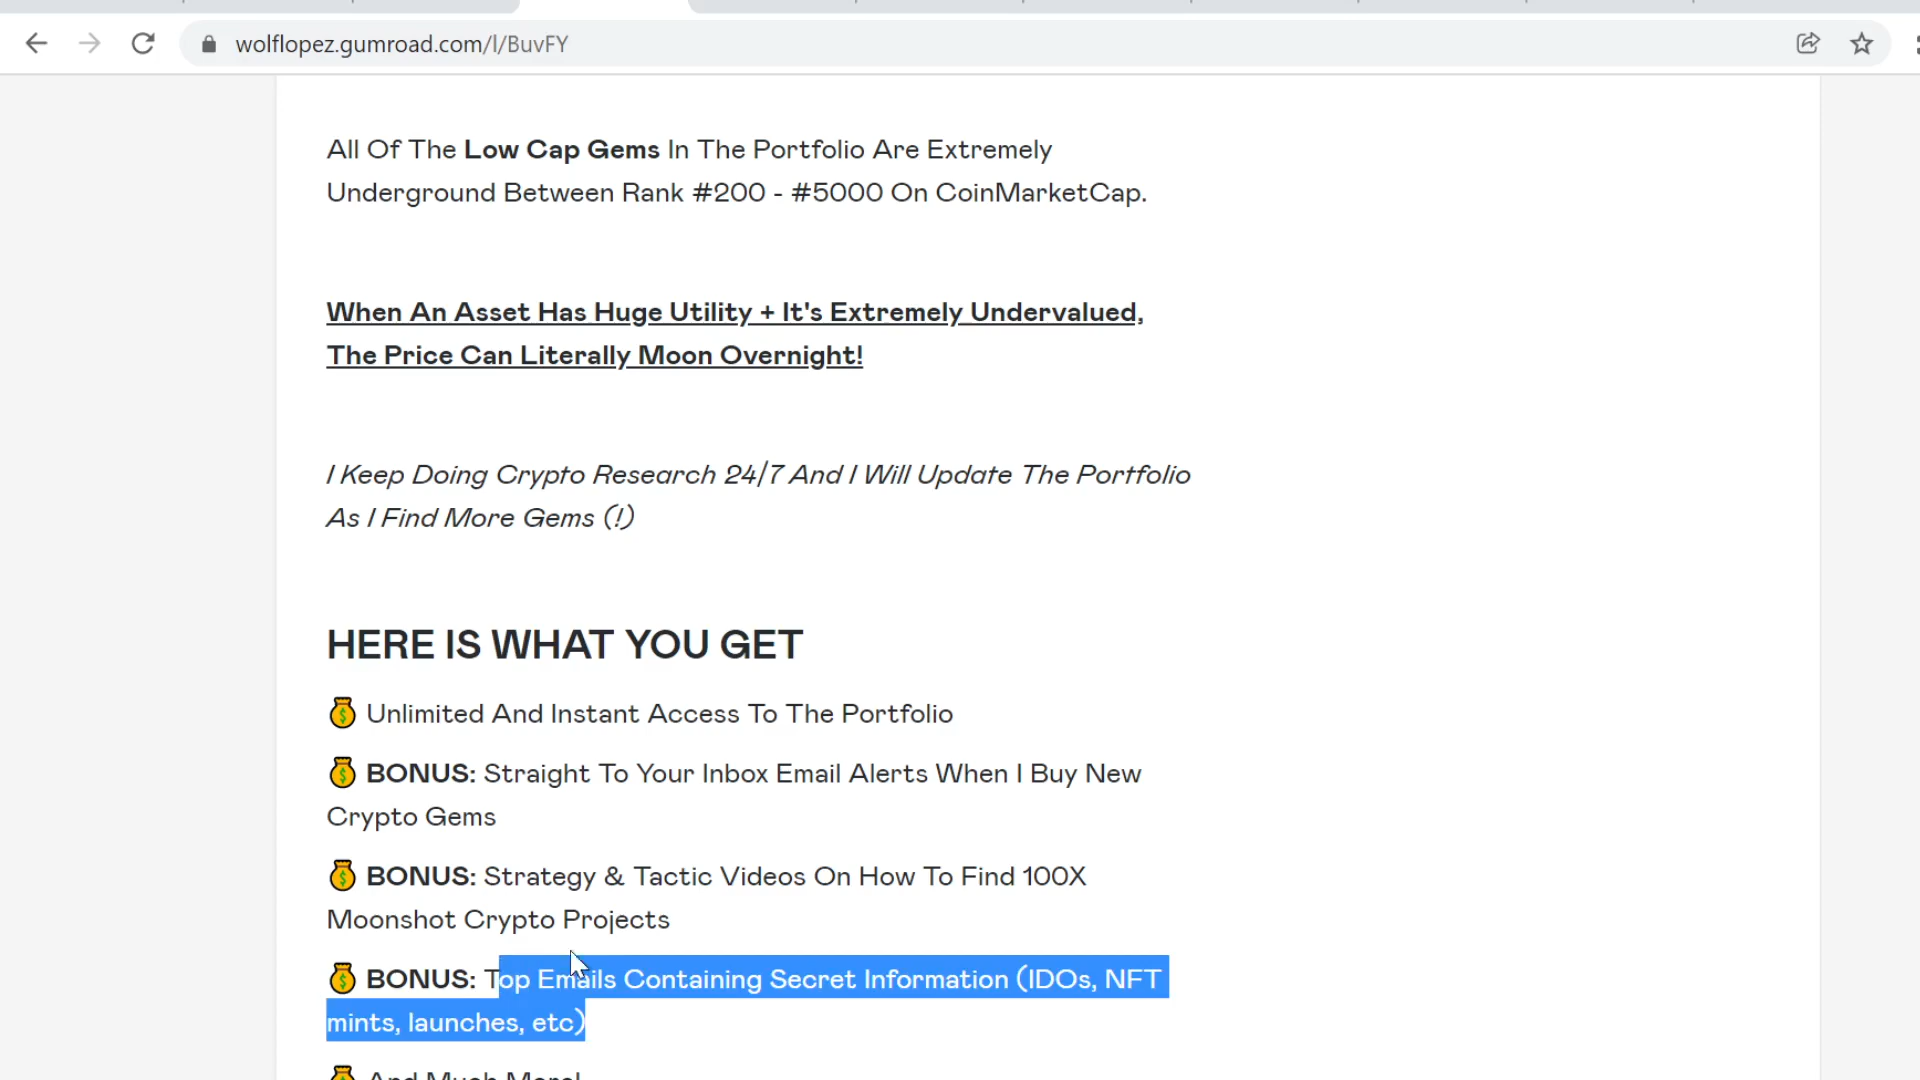 wolflopez.gumroad.com/l/BuvFY
All Of The Low Cap Gems In The Portfolio Are Extremely
Underground Between Rank #200 - #5000 On CoinMarketCap.
When An Asset Has Huge Utility + It's Extremely Undervalued,
The Price Can Literally Moon Overnight!
I Keep Doing Crypto Research 24/7 And I Will Update The Portfolio
As I Find More Gems (!)
HERE IS WHAT YOU GET
💰 Unlimited And Instant Access To The Portfolio
💰 BONUS: Straight To Your Inbox Email Alerts When I Buy New
Crypto Gems
💰 BONUS: Strategy & Tactic Videos On How To Find 100X
Moonshot Crypto Projects
💰 BONUS: Top Emails Containing Secret Information (IDOs, NFT
mints, launches, etc)
💰 And Much More!